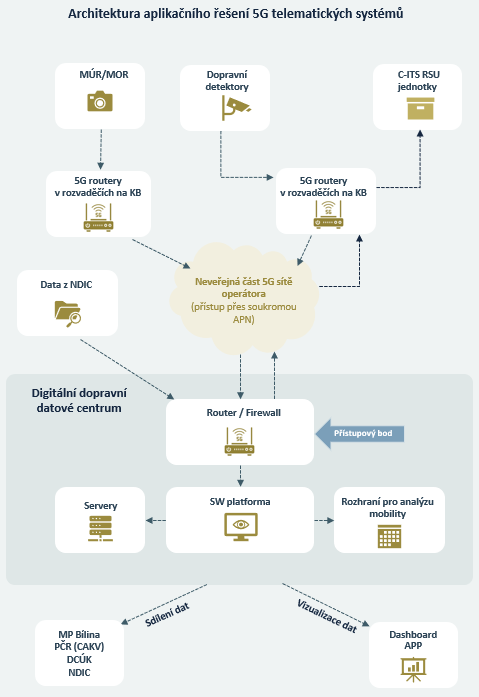 Architektura aplikačního řešení 5G telematických systémů
MÚR/MOR
Dopravní
detektory
C-ITS RSU
jednotky
5G routery
v rozvaděčích na KB
5G
5G routery
v rozvaděčích na KB
5G
Neveřejná část 5G sítě
operátora
(přístup přes soukromou
APN)
Data z NDIC
Digitální dopravní
datové centrum
Router / Firewall
5G
Přístupový bod
Servery
SW platforma
Rozhraní pro analýzu
mobility
Sdílení dat
Vizualizace dat
MP Bílina
PČR (CAKV)
DCÚK
NDIC
Dashboard
APP